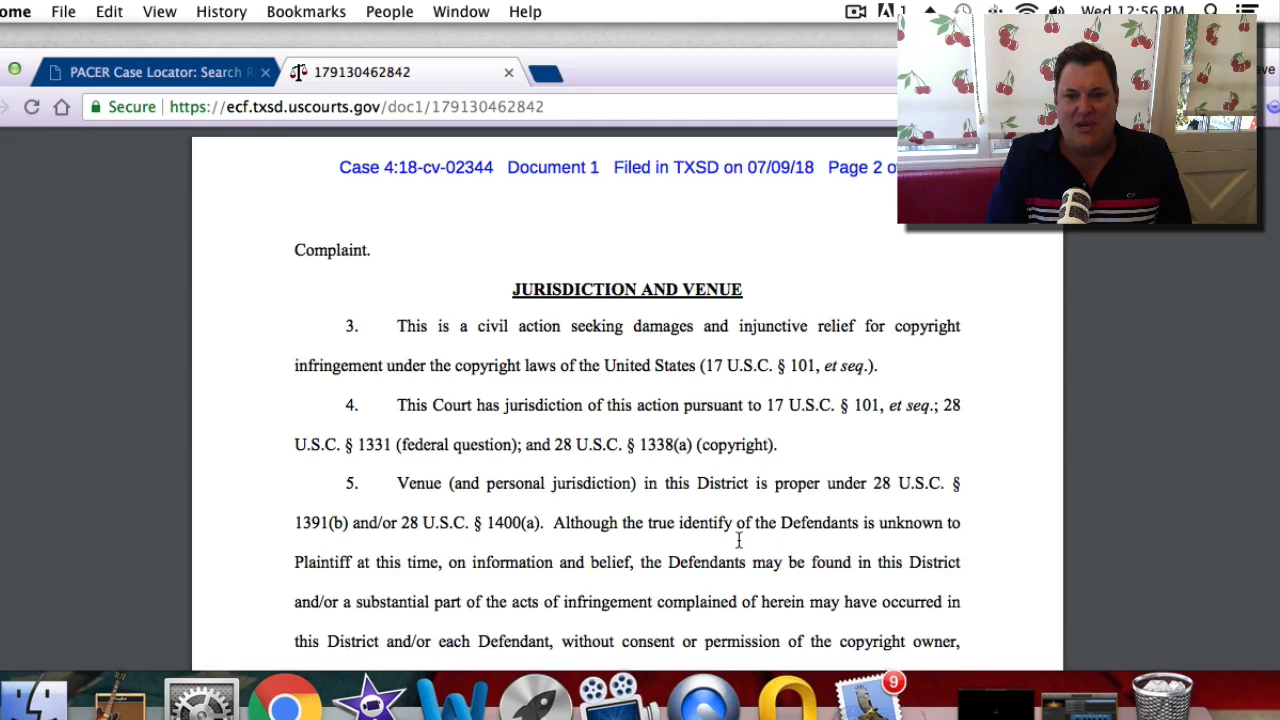 ome File Edit View History Bookmarks People Window Help Wed 12:56 PM
PACER Case Locator: Search 179130462842
Secure https://ecf.txsd.uscourts.gov/doc1/179130462842
Case 4:18-cv-02344 Document 1 Filed in TXSD on 07/09/18 Page 2 o
Complaint.
JURISDICTION AND VENUE
3. This is a civil action seeking damages and injunctive relief for copyright
infringement under the copyright laws of the United States (17 U.S.C. § 101, et seq.).
4. This Court has jurisdiction of this action pursuant to 17 U.S.C. § 101, et seq.; 28
U.S.C. § 1331 (federal question); and 28 U.S.C. § 1338(a) (copyright).
5. Venue (and personal jurisdiction) in this District is proper under 28 U.S.C. §
1391(b) and/or 28 U.S.C. § 1400(a). Although the true identify of the Defendants is unknown to
Plaintiff at this time, on information and belief, the Defendants may be found in this District
and/or a substantial part of the acts of infringement complained of herein may have occurred in
this District and/or each Defendant, without consent or permission of the copyright owner,
9